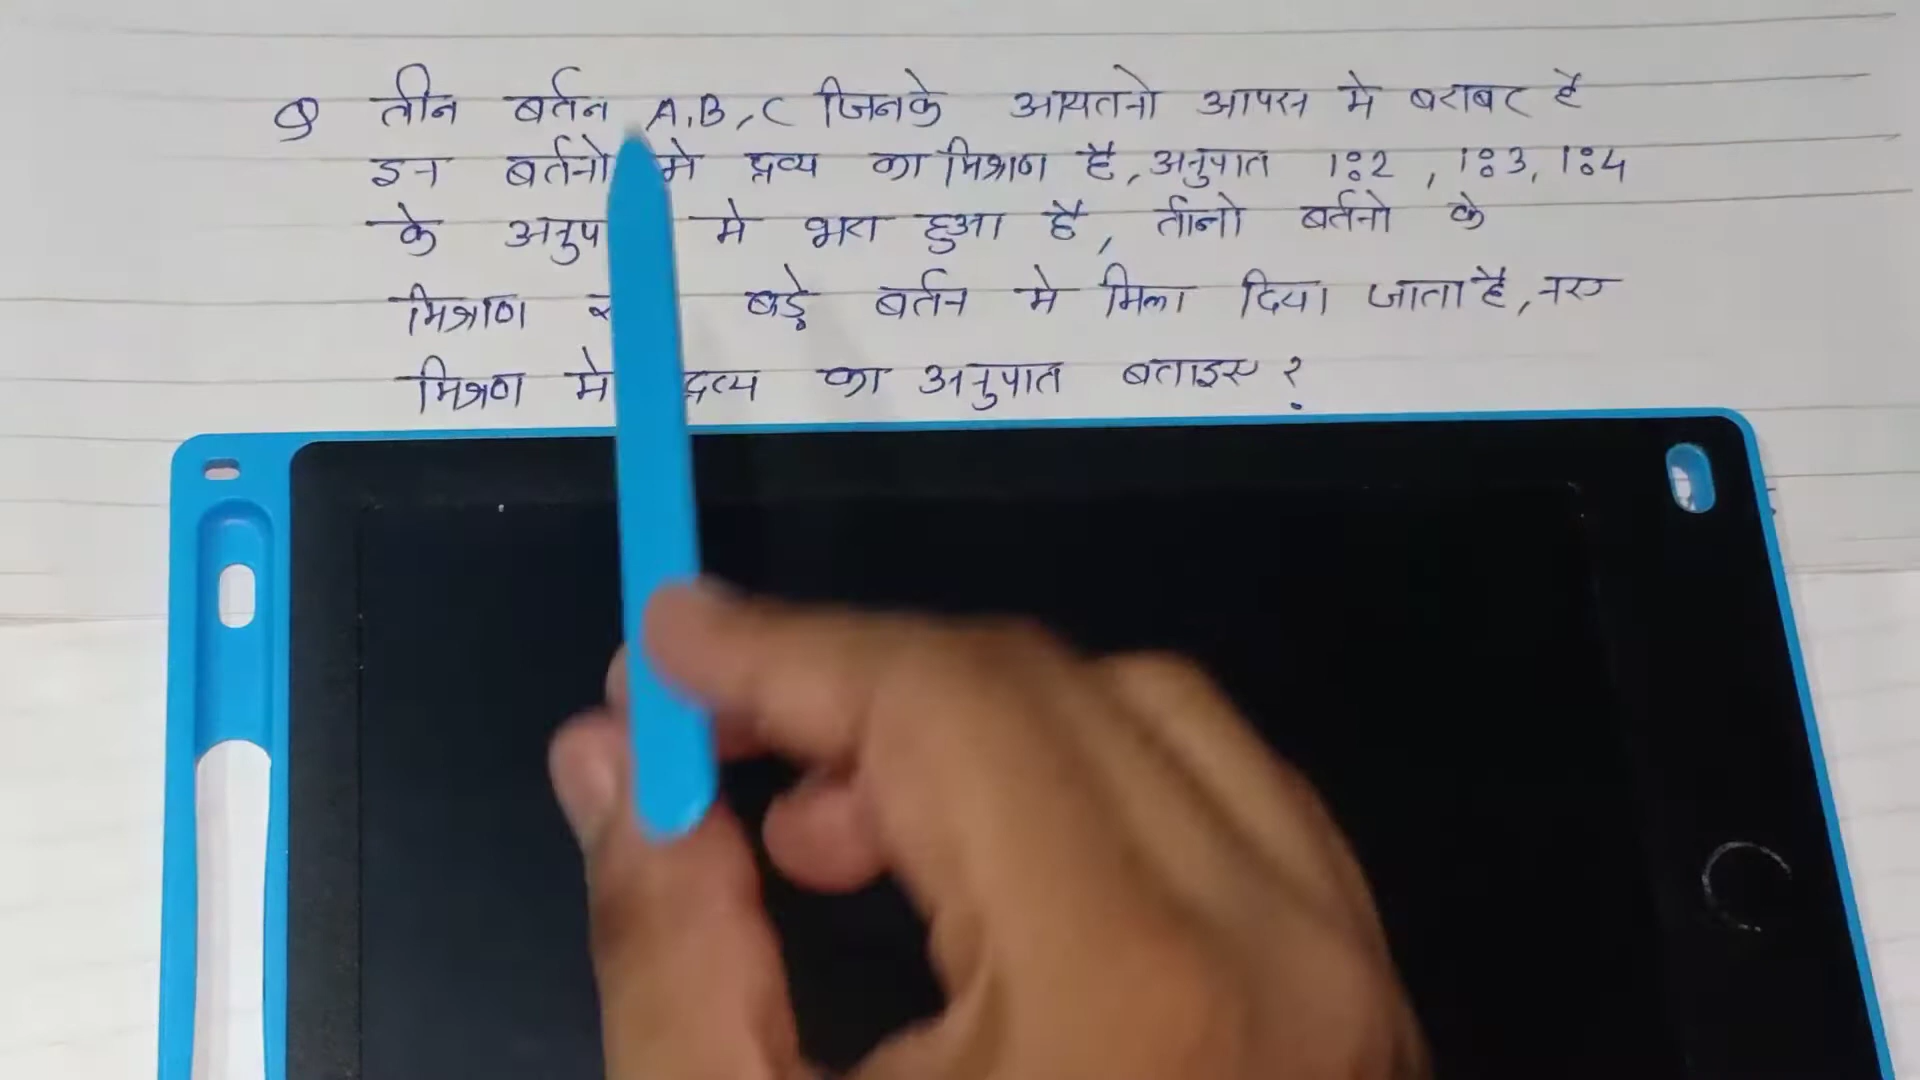 Q तीन बर्तन A,B,C जिनके आयतनो आपस मे बराबर है
इन बर्तनो मे द्रव्य का मिश्रण है, अनुपात 1:2 , 1:3, 1:4
के अनुप मे भरा हुआ है, तीनो बर्तनो के
मिश्रण बड़े बर्तन मे मिला दिया जाता है, नए
मिश्रण मे द्रव्य का अनुपात बताइए ?